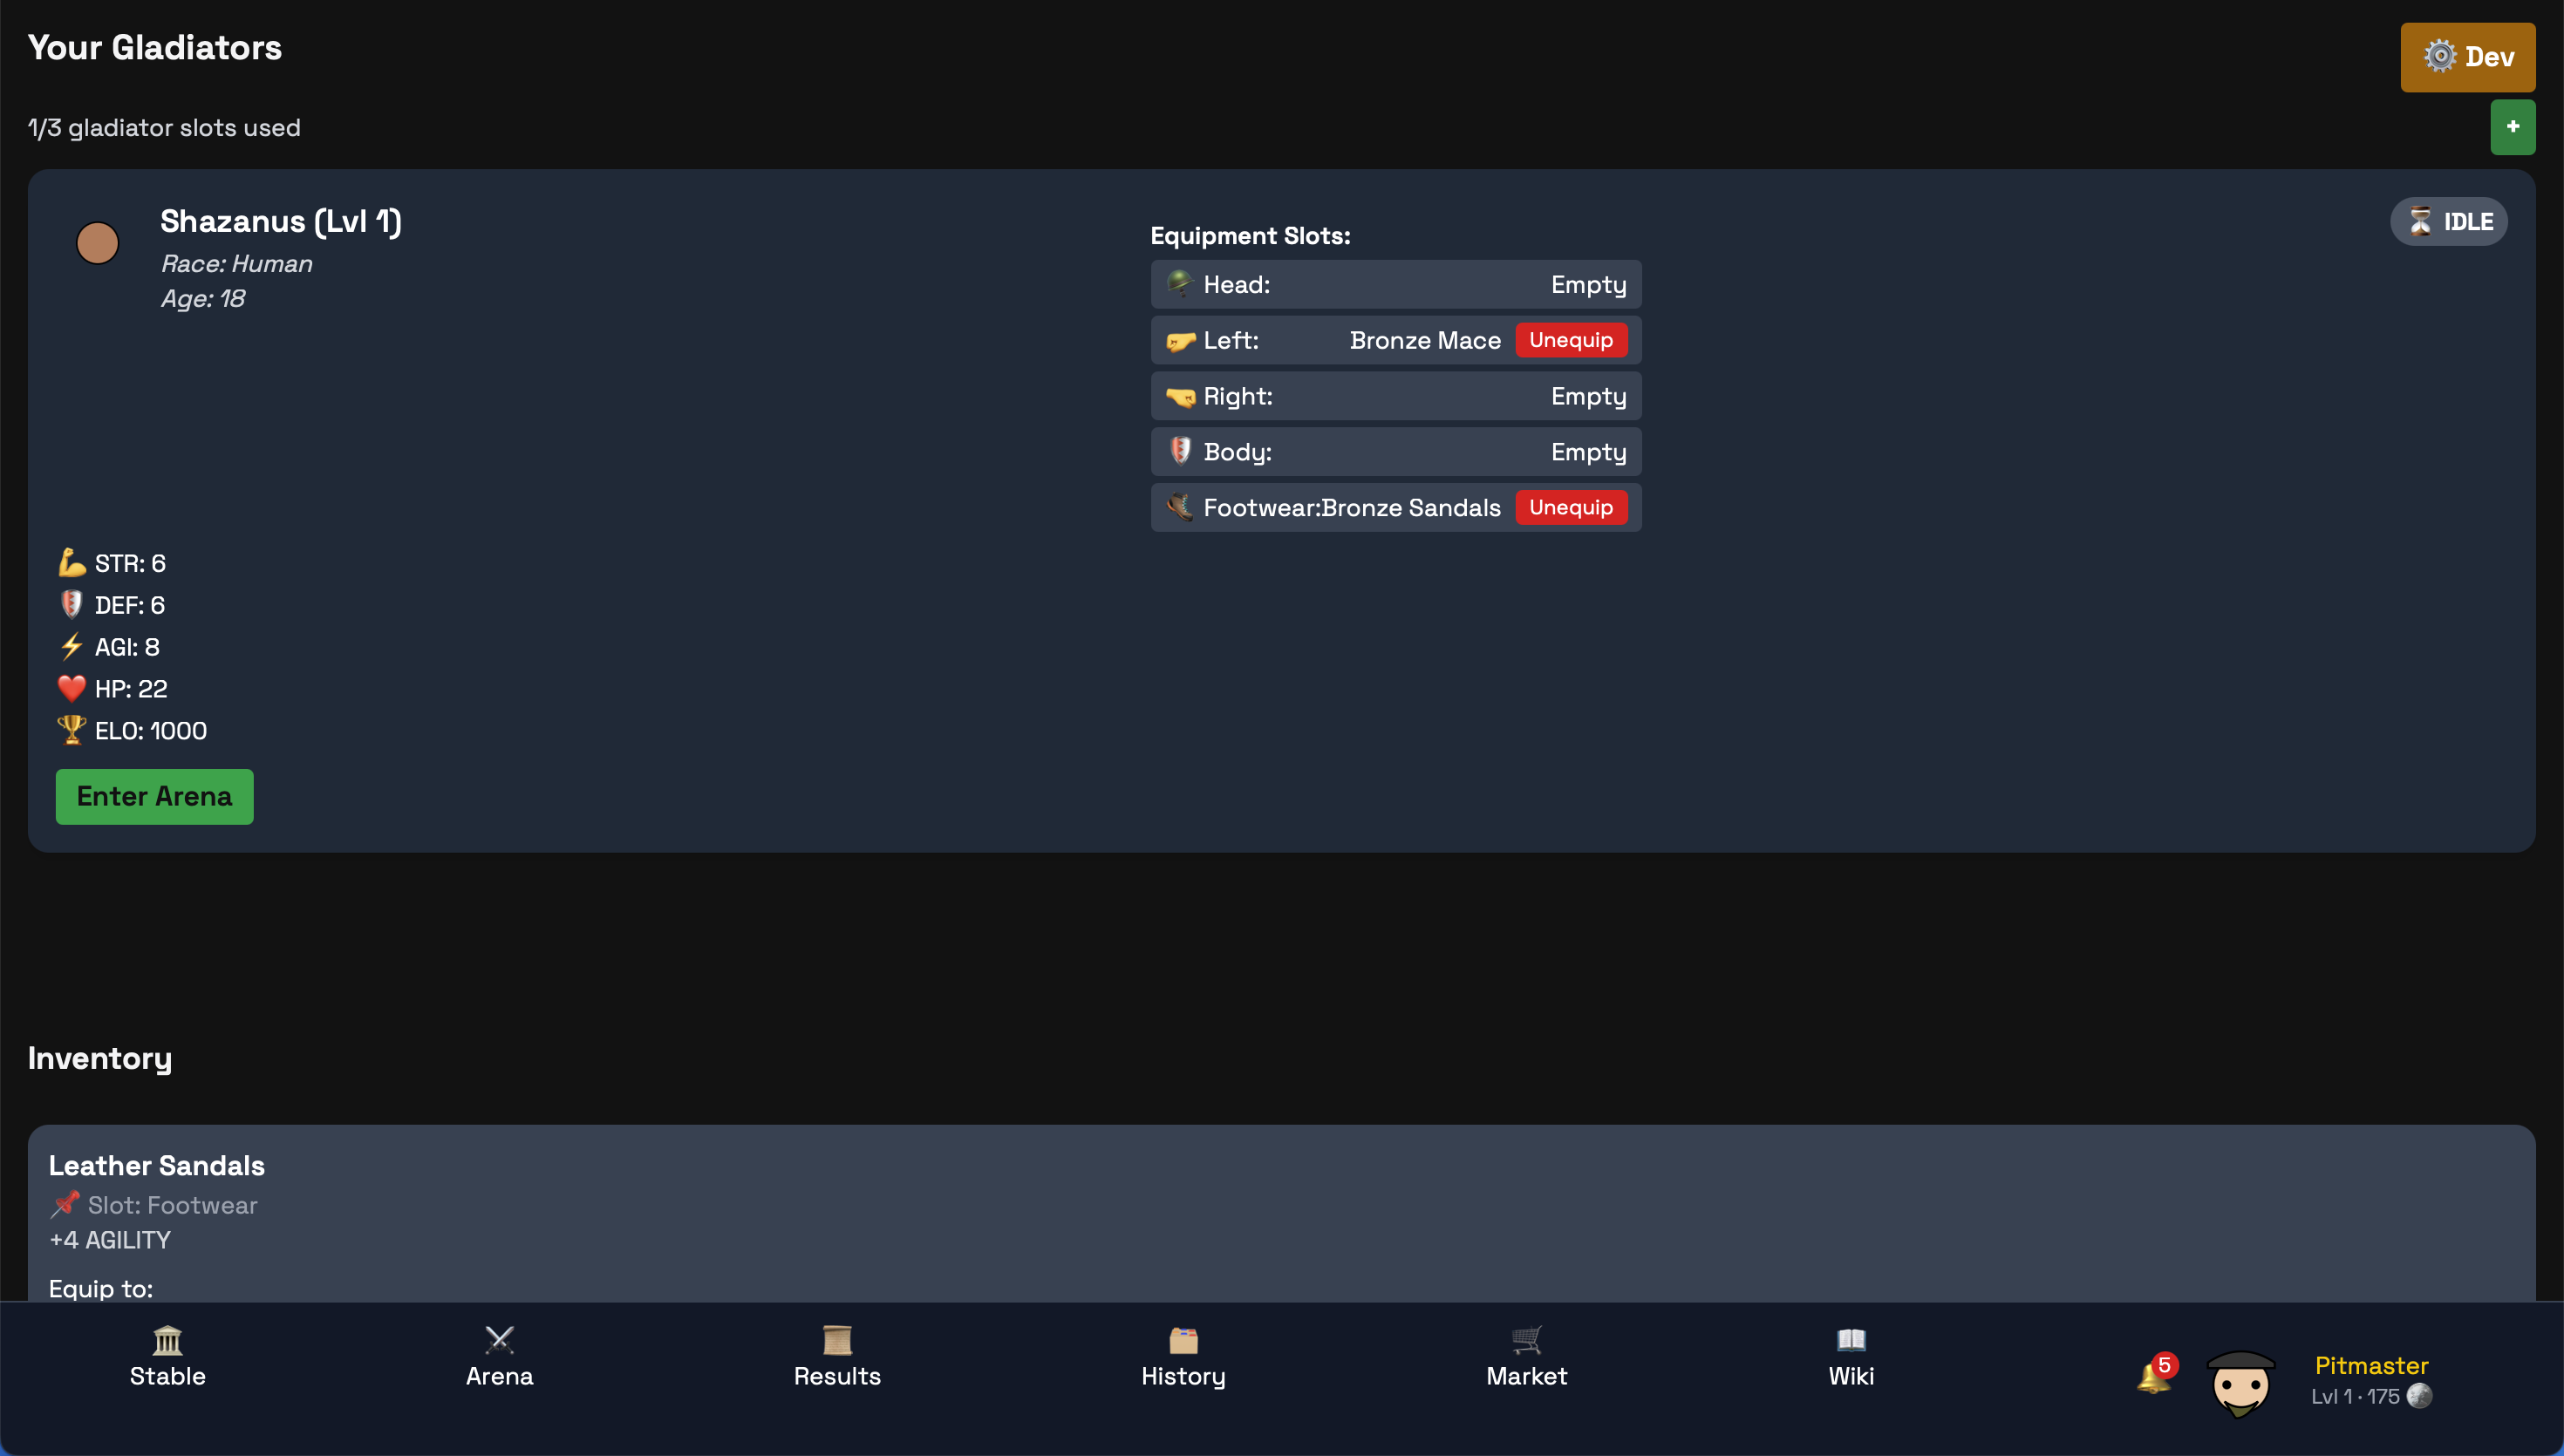 Your Gladiators
⚙️ Dev
1/3 gladiator slots used
+
Shazanus (Lvl 1)
Race: Human
Age: 18
⏳ IDLE
Equipment Slots:
🪖 Head: Empty
🤛 Left: Bronze Mace Unequip
🤜 Right: Empty
🛡️ Body: Empty
🥾 Footwear:Bronze Sandals Unequip
💪 STR: 6
🛡️ DEF: 6
⚡ AGI: 8
❤️ HP: 22
🏆 ELO: 1000
Enter Arena
Inventory
Leather Sandals
📌 Slot: Footwear
+4 AGILITY
Equip to:
Stable
Arena
Results
History
Market
Wiki
5
Pitmaster
Lvl 1 · 175